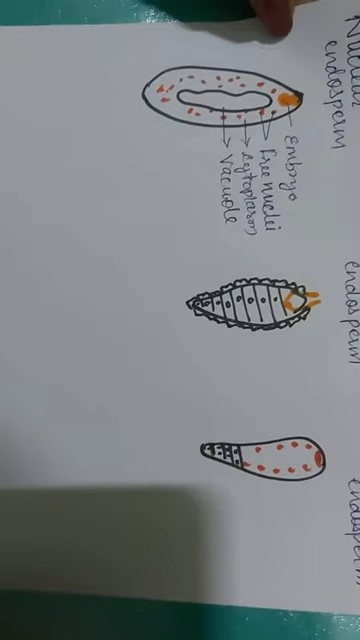 Nuclear
endosperm
Embryo
Free nuclei
Cytoplasm
Vacuole
endosperm
endosperm